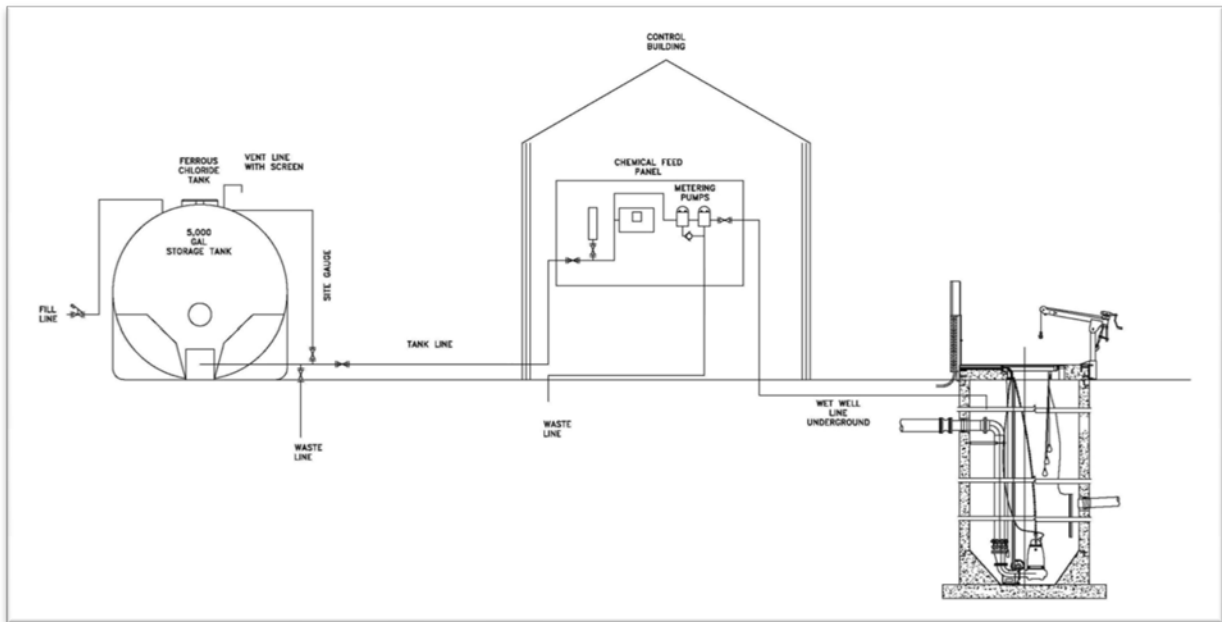 CONTROL
BUILDING
FERROUS
CHLORIDE
TANK
VENT LINE
WITH SCREEN
CHEMICAL FEED
PANEL
METERING
PUMPS
5,000
GAL
STORAGE TANK
SITE GAUGE
FILL
LINE
TANK LINE
WASTE
LINE
WASTE
LINE
WET WELL
LINE
UNDERGROUND